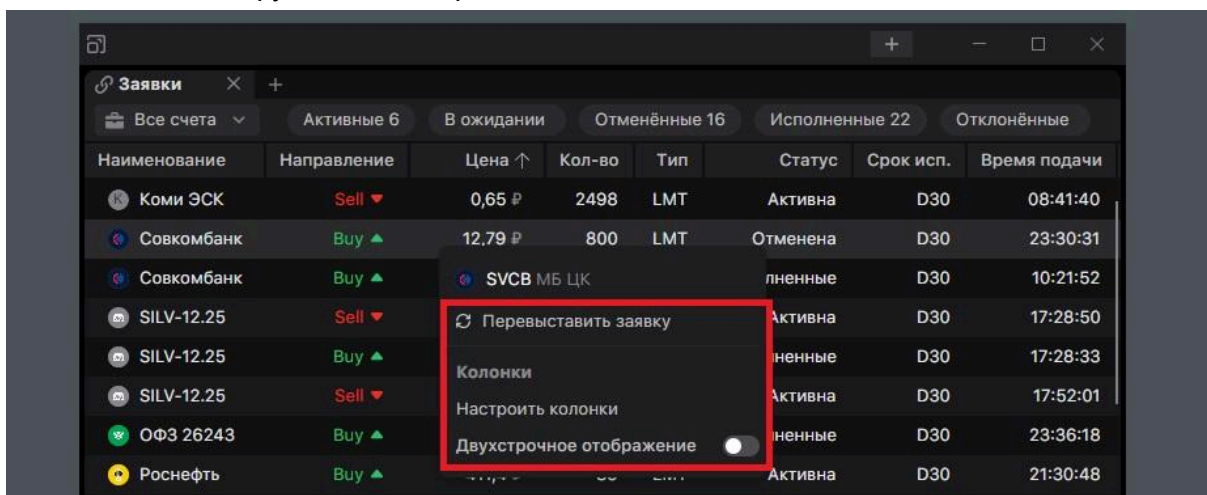 Заявки
Все счета Активные 6 В ожидании Отменённые 16 Исполненные 22 Отклонённые
Наименование Направление Цена Кол-во Тип Статус Срок исп. Время подачи
Коми ЭСК Sell 0,65 ₽ 2498 LMT Активна D30 08:41:40
Совкомбанк Buy 12,79 ₽ 800 LMT Отменена D30 23:30:31
Совкомбанк Buy D30 10:21:52
SVCB МБ ЦК
SILV-12.25 Sell Активна D30 17:28:50
Перевыставить заявку
SILV-12.25 Buy D30 17:28:33
Колонки
SILV-12.25 Sell Активна D30 17:52:01
Настроить колонки
ОФЗ 26243 Buy D30 23:36:18
Двухстрочное отображение
Роснефть Buy Активна D30 21:30:48